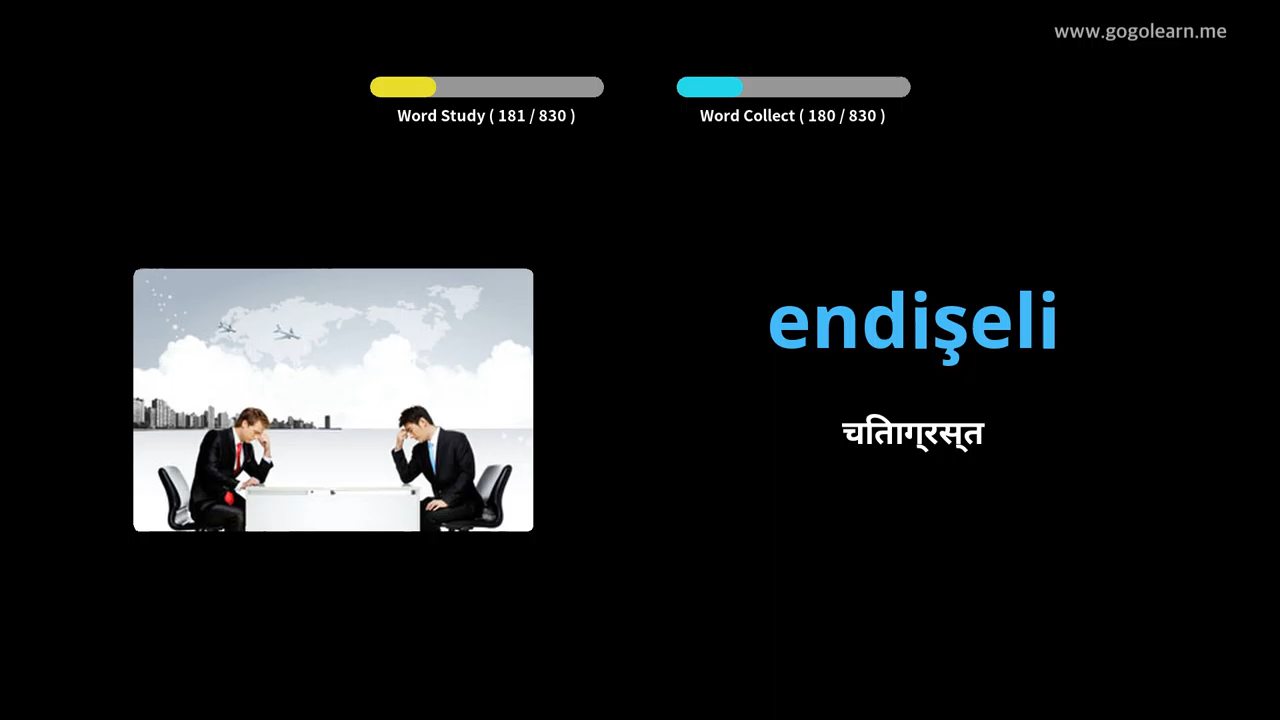 www.gogolearn.me
Word Study ( 181 / 830 )
Word Collect ( 180 / 830 )
endişeli
चतिाग्‌रस्‌त